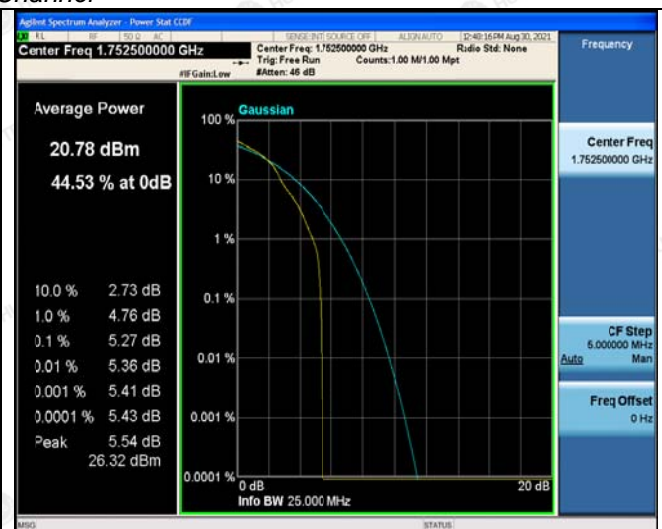 Channel
Agilent Spectrum Analyzer - Power Stat CCDF
RL RF 50 Ω AC SENSE:INT SOURCE OFF ALIGN AUTO 12:40:16 PM Aug 30, 2021
Center Freq 1.752500000 GHz
Center Freq: 1.752500000 GHz Radio Std: None
Trig: Free Run Counts:1.00 M/1.00 Mpt
#IFGain:Low #Atten: 46 dB
Frequency
Average Power
20.78 dBm
44.53 % at 0dB
10.0 % 2.73 dB
1.0 % 4.76 dB
0.1 % 5.27 dB
0.01 % 5.36 dB
0.001 % 5.41 dB
0.0001 % 5.43 dB
Peak 5.54 dB
26.32 dBm
Gaussian
100 %
10 %
1 %
0.1 %
0.01 %
0.001 %
0.0001 %
0 dB 20 dB
Info BW 25.000 MHz
Center Freq
1.752500000 GHz
CF Step
5.000000 MHz
Auto Man
Freq Offset
0 Hz
MSG STATUS